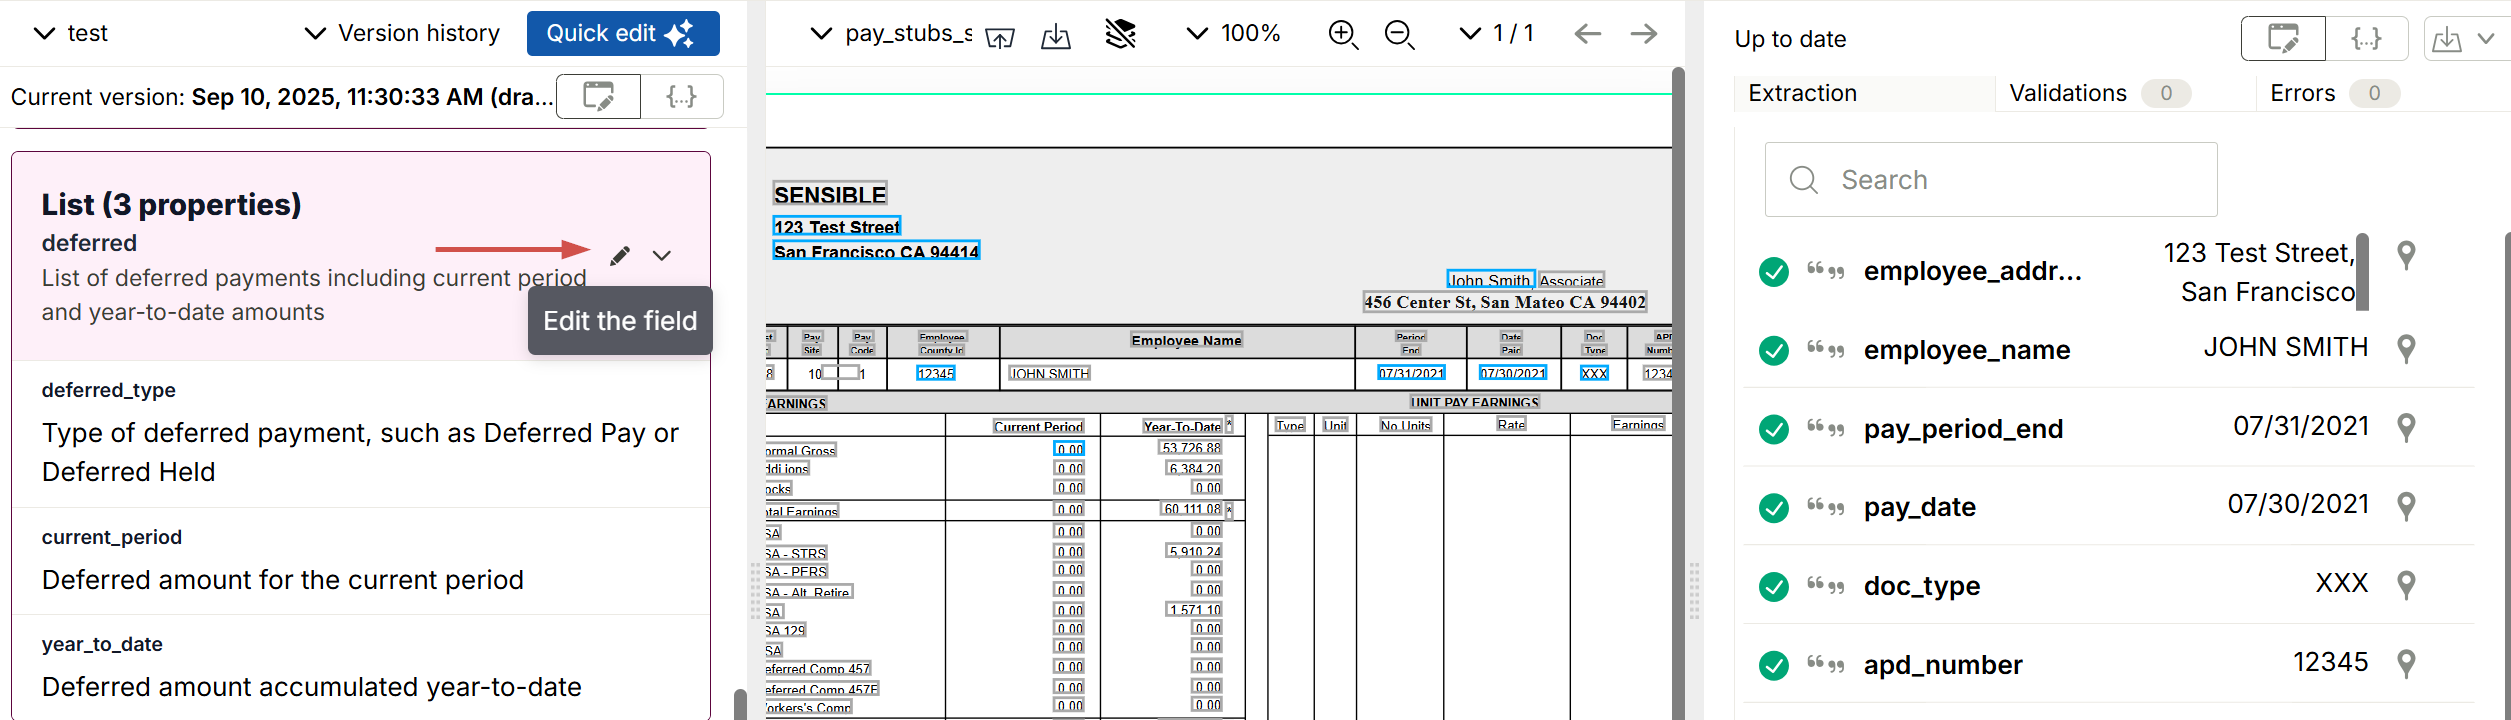 test
Version history
Quick edit
Current version: Sep 10, 2025, 11:30:33 AM (dra...
{...}
List (3 properties)
deferred
List of deferred payments including current period
and year-to-date amounts
Edit the field
deferred_type
Type of deferred payment, such as Deferred Pay or
Deferred Held
current_period
Deferred amount for the current period
year_to_date
Deferred amount accumulated year-to-date
pay_stubs_s
100%
1 / 1
SENSIBLE
123 Test Street
San Francisco CA 94414
John Smith, Associate
456 Center St, San Mateo CA 94402
Pay Site
Pay Code
Employee County Id
Employee Name
Period End
Date Paid
Doc Type
10
1
12345
JOHN SMITH
07/31/2021
07/30/2021
XXX
1234
ARNINGS
UNIT PAY EARNINGS
Current Period
Year-To-Date *
Type
Unit
No.Units
Rate
Earnings
ormal Gross 0.00 53,726.88
0.00 6,384.20
ocks 0.00 0.00
tal Earnings 0.00 60,111.08 *
SA 0.00 0.00
SA - STRS 0.00 5,910.24
SA - PERS 0.00 0.00
SA - Alt. Retire. 0.00 0.00
SA 0.00 1,571.10
SA 129 0.00 0.00
SA 0.00 0.00
eferred Comp 457 0.00 0.00
eferred Comp 457F 0.00 0.00
orkers's Comp 0.00 0.00
Up to date
{...}
Extraction
Validations 0
Errors 0
Search
employee_addr... 123 Test Street,
San Francisco
employee_name JOHN SMITH
pay_period_end 07/31/2021
pay_date 07/30/2021
doc_type XXX
apd_number 12345